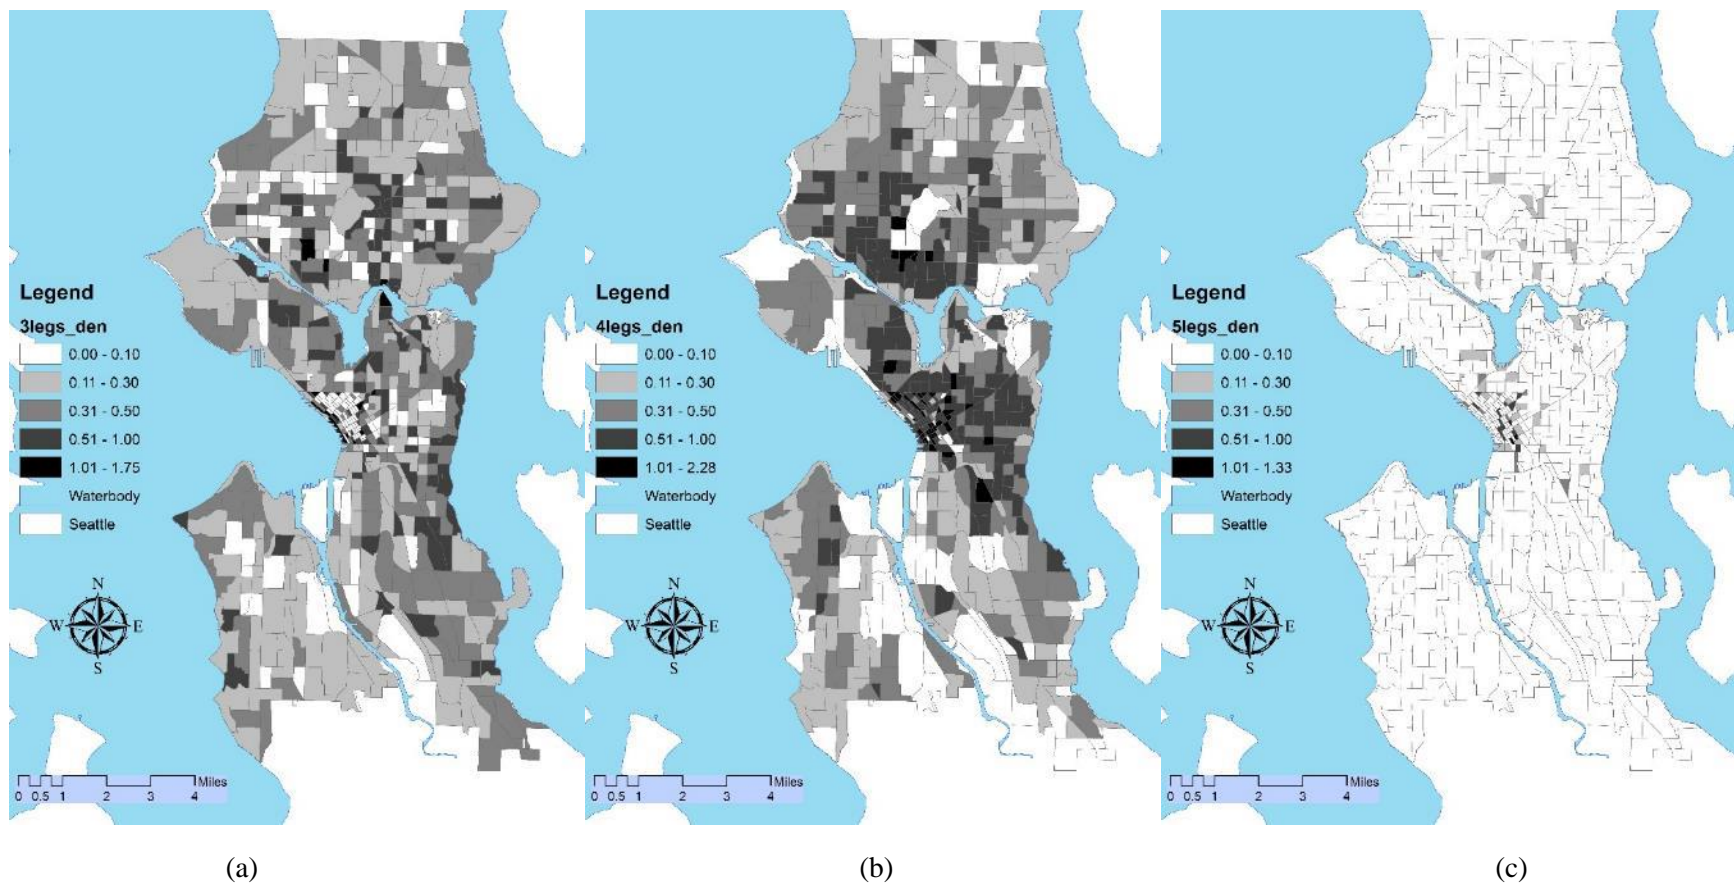 Legend
3legs_den
0.00 - 0.10
0.11 - 0.30
0.31 - 0.50
0.51 - 1.00
1.01 - 1.75
Waterbody
Seattle
N
W E
S
Miles
0 0.5 1 2 3 4
(a)
Legend
4legs_den
0.00 - 0.10
0.11 - 0.30
0.31 - 0.50
0.51 - 1.00
1.01 - 2.28
Waterbody
Seattle
N
W E
S
Miles
0 0.5 1 2 3 4
(b)
Legend
5legs_den
0.00 - 0.10
0.11 - 0.30
0.31 - 0.50
0.51 - 1.00
1.01 - 1.33
Waterbody
Seattle
N
W E
S
Miles
0 0.5 1 2 3 4
(c)